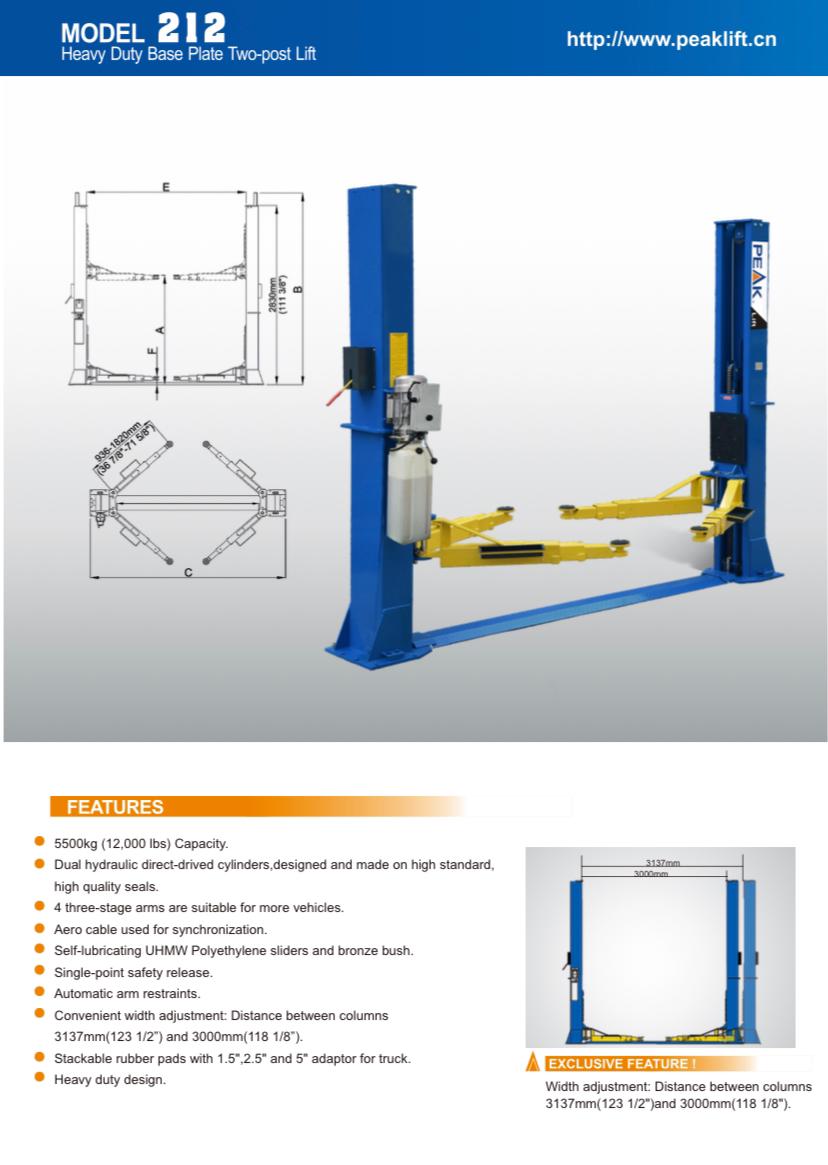 MODEL 212
Heavy Duty Base Plate Two-post Lift
http://www.peaklift.cn
E
2830mm
(111 3/8")
B
A
F
936-1820mm
(36 7/8"-71 5/8")
C
PEAK
Lift
FEATURES
5500kg (12,000 lbs) Capacity.
Dual hydraulic direct-drived cylinders,designed and made on high standard,
high quality seals.
4 three-stage arms are suitable for more vehicles.
Aero cable used for synchronization.
Self-lubricating UHMW Polyethylene sliders and bronze bush.
Single-point safety release.
Automatic arm restraints.
Convenient width adjustment: Distance between columns
3137mm(123 1/2”) and 3000mm(118 1/8”).
Stackable rubber pads with 1.5",2.5" and 5" adaptor for truck.
Heavy duty design.
3137mm
3000mm
EXCLUSIVE FEATURE !
Width adjustment: Distance between columns
3137mm(123 1/2")and 3000mm(118 1/8").